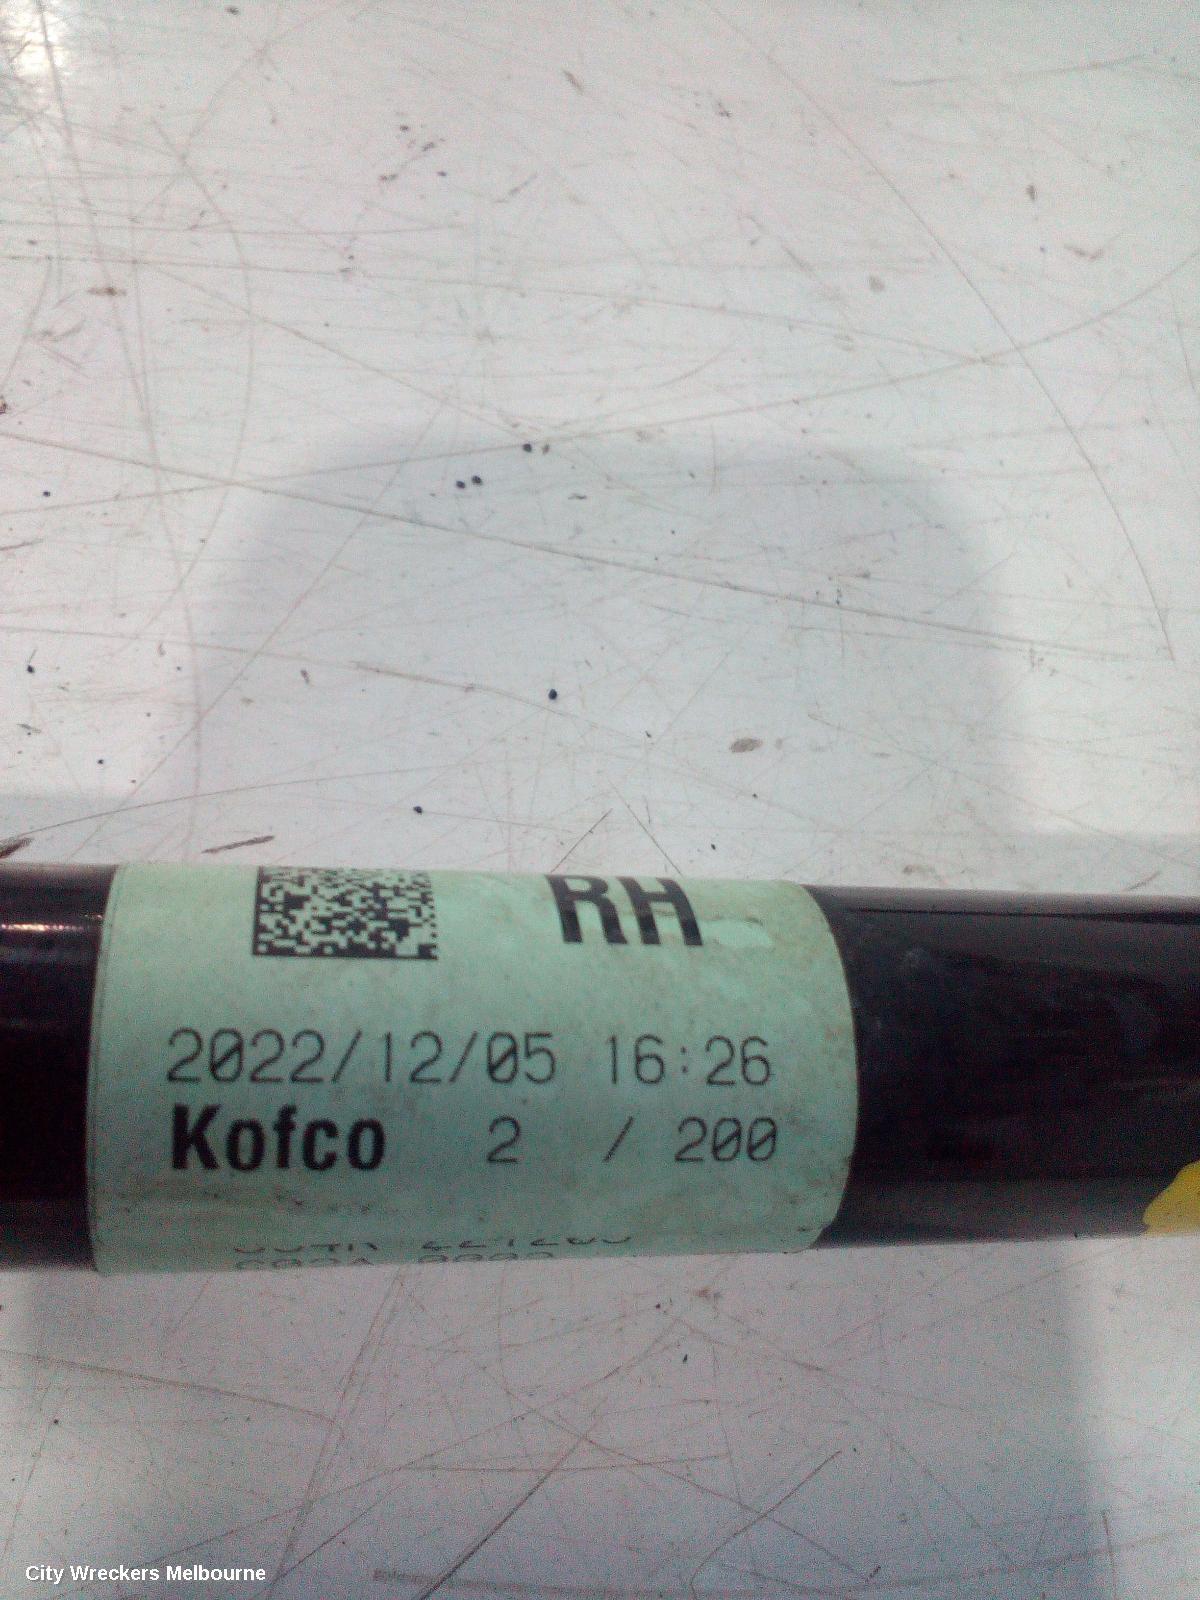 RH
2022/12/05 16:26
Kofco 2 / 200
City Wreckers Melbourne